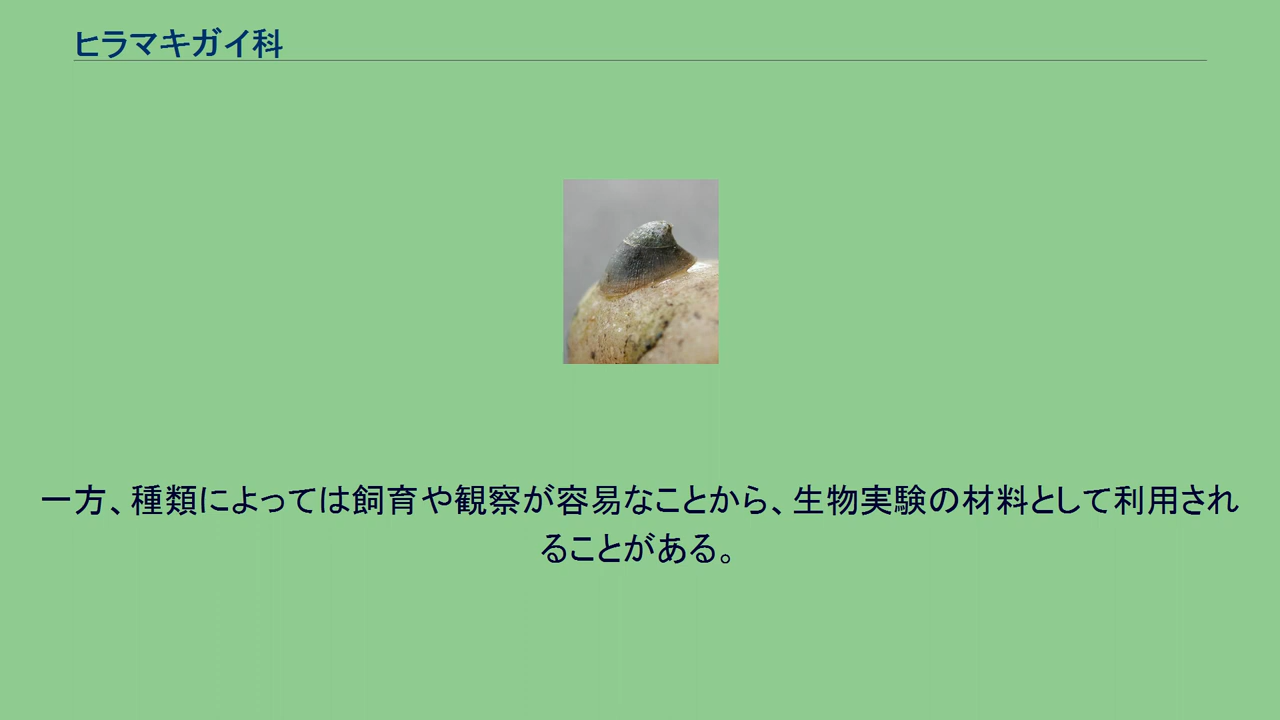 ヒラマキガイ科
一方、種類によっては飼育や観察が容易なことから、生物実験の材料として利用され
ることがある。